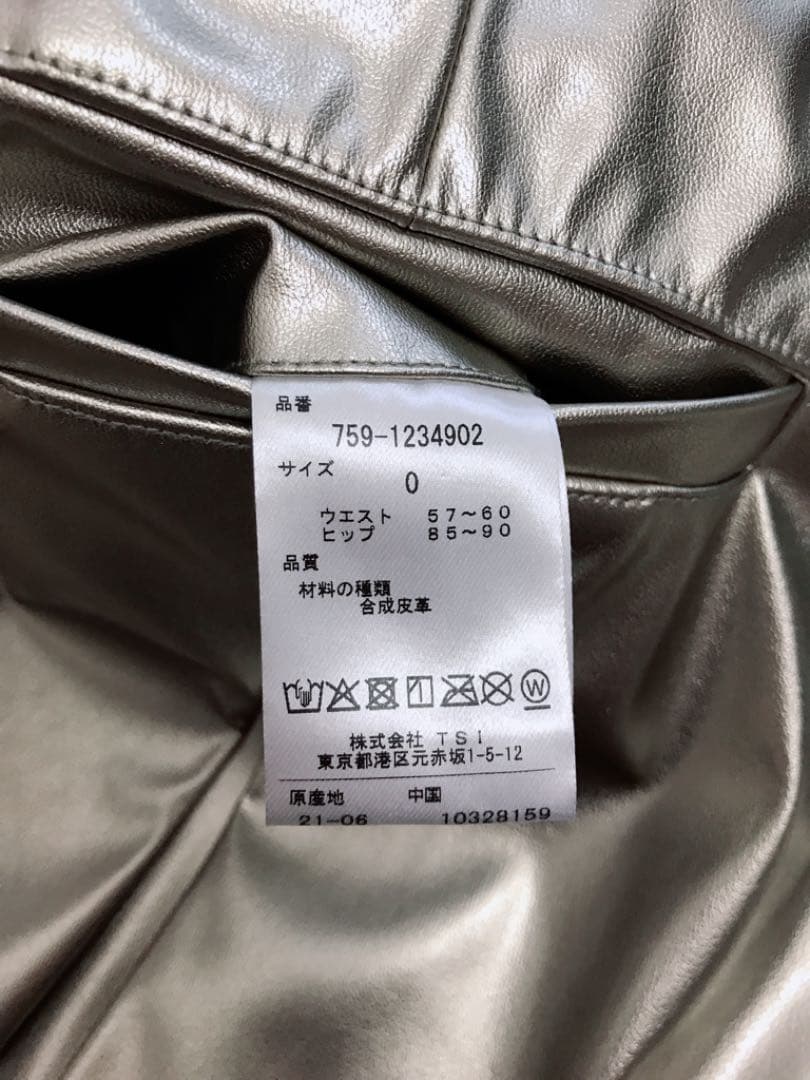 品番
759-1234902
サイズ
0
ウエスト 57～60
ヒップ 85～90
品質
材料の種類
合成皮革
W
株式会社 TSI
東京都港区元赤坂1-5-12
原産地 中国
21-06 10328159